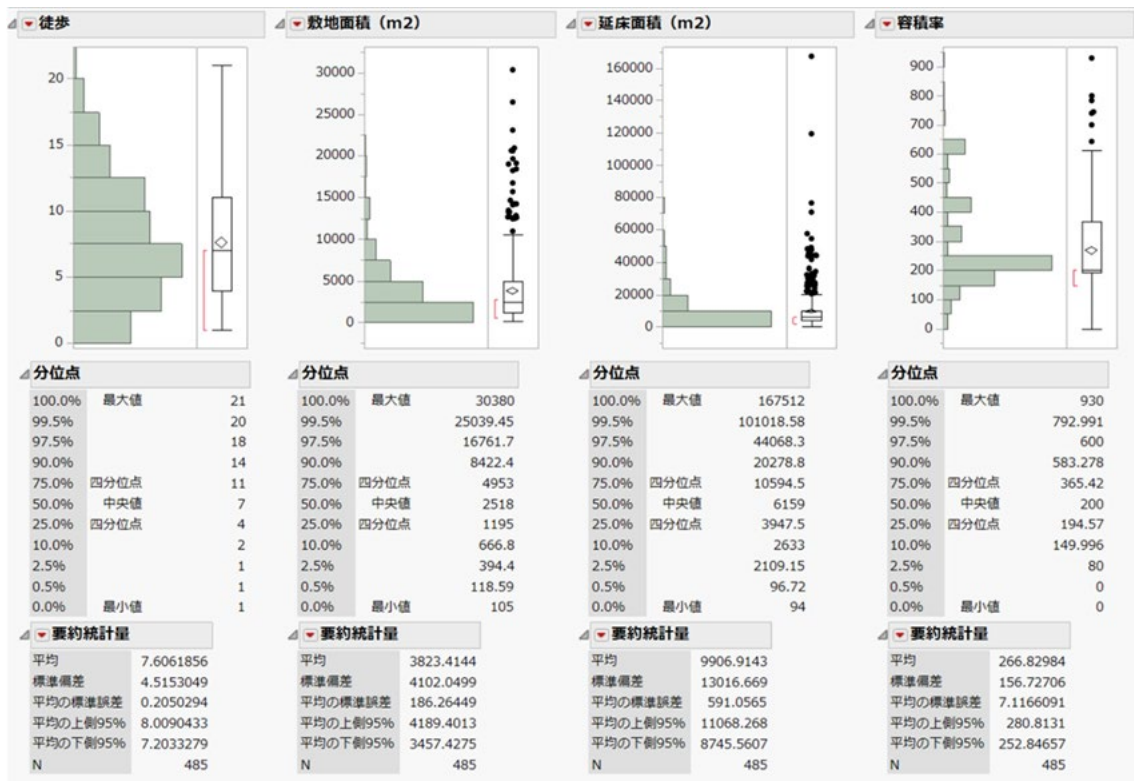 徒歩
20
15
10
5
0
分位点
100.0% 最大値 21
99.5% 20
97.5% 18
90.0% 14
75.0% 四分位点 11
50.0% 中央値 7
25.0% 四分位点 4
10.0% 2
2.5% 1
0.5% 1
0.0% 最小値 1
要約統計量
平均 7.6061856
標準偏差 4.5153049
平均の標準誤差 0.2050294
平均の上側95% 8.0090433
平均の下側95% 7.2033279
N 485
敷地面積（m2）
30000
25000
20000
15000
10000
5000
0
分位点
100.0% 最大値 30380
99.5% 25039.45
97.5% 16761.7
90.0% 8422.4
75.0% 四分位点 4953
50.0% 中央値 2518
25.0% 四分位点 1195
10.0% 666.8
2.5% 394.4
0.5% 118.59
0.0% 最小値 105
要約統計量
平均 3823.4144
標準偏差 4102.0499
平均の標準誤差 186.26449
平均の上側95% 4189.4013
平均の下側95% 3457.4275
N 485
延床面積（m2）
160000
140000
120000
100000
80000
60000
40000
20000
0
分位点
100.0% 最大値 167512
99.5% 101018.58
97.5% 44068.3
90.0% 20278.8
75.0% 四分位点 10594.5
50.0% 中央値 6159
25.0% 四分位点 3947.5
10.0% 2633
2.5% 2109.15
0.5% 96.72
0.0% 最小値 94
要約統計量
平均 9906.9143
標準偏差 13016.669
平均の標準誤差 591.0565
平均の上側95% 11068.268
平均の下側95% 8745.5607
N 485
容積率
900
800
700
600
500
400
300
200
100
0
分位点
100.0% 最大値 930
99.5% 792.991
97.5% 600
90.0% 583.278
75.0% 四分位点 365.42
50.0% 中央値 200
25.0% 四分位点 194.57
10.0% 149.996
2.5% 80
0.5% 0
0.0% 最小値 0
要約統計量
平均 266.82984
標準偏差 156.72706
平均の標準誤差 7.1166091
平均の上側95% 280.8131
平均の下側95% 252.84657
N 485